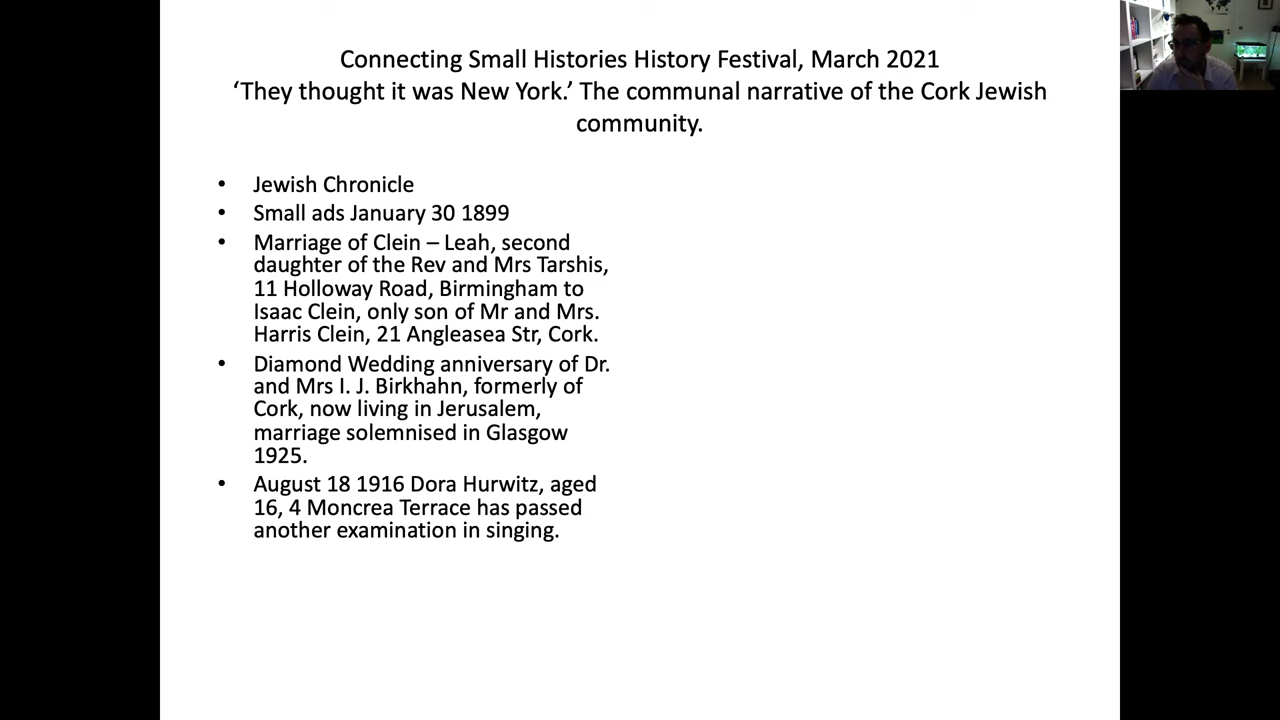 Connecting Small Histories History Festival, March 2021
‘They thought it was New York.’ The communal narrative of the Cork Jewish
community.
• Jewish Chronicle
• Small ads January 30 1899
• Marriage of Clein – Leah, second
daughter of the Rev and Mrs Tarshis,
11 Holloway Road, Birmingham to
Isaac Clein, only son of Mr and Mrs.
Harris Clein, 21 Angleasea Str, Cork.
• Diamond Wedding anniversary of Dr.
and Mrs I. J. Birkhahn, formerly of
Cork, now living in Jerusalem,
marriage solemnised in Glasgow
1925.
• August 18 1916 Dora Hurwitz, aged
16, 4 Moncrea Terrace has passed
another examination in singing.